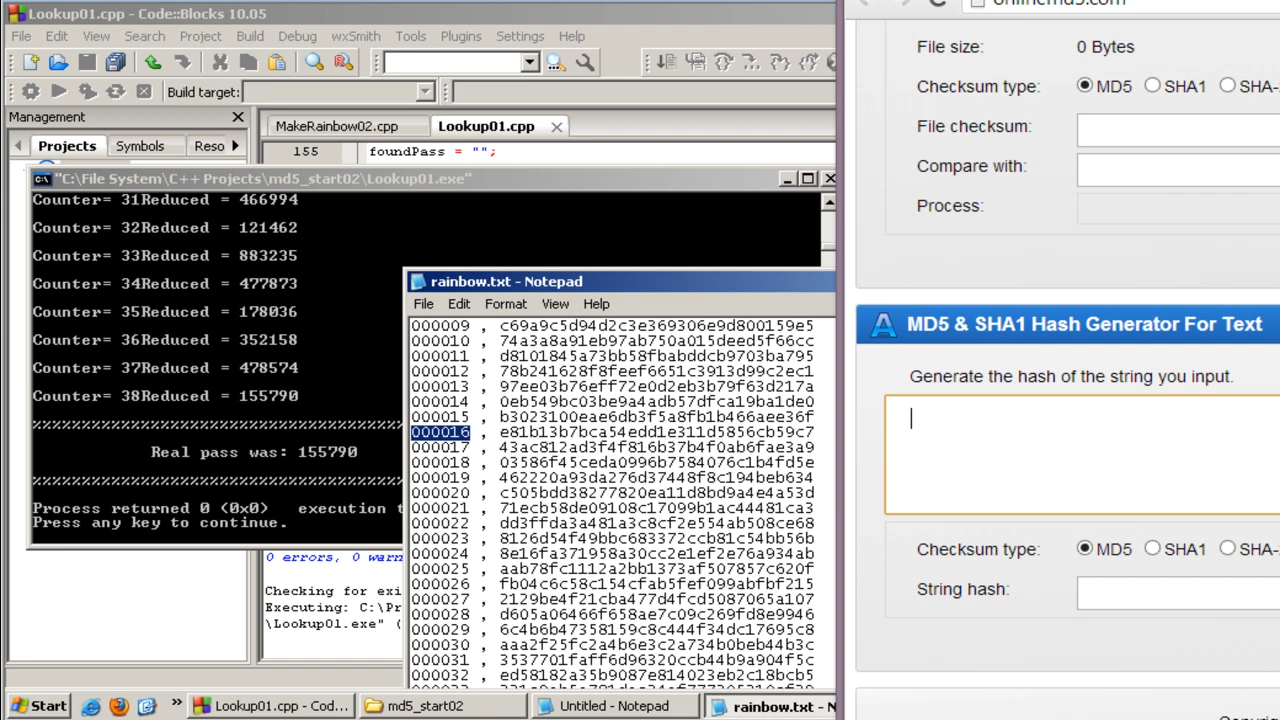 Lookup01.cpp - Code::Blocks 10.05
File Edit View Search Project Build Debug wxSmith Tools Plugins Settings Help
Build target:
Management
Projects Symbols Reso
MakeRainbow02.cpp Lookup01.cpp
155 foundPass = "";
"C:\File System\C++ Projects\md5_start02\Lookup01.exe"
Counter= 31Reduced = 466994
Counter= 32Reduced = 121462
Counter= 33Reduced = 883235
Counter= 34Reduced = 477873
Counter= 35Reduced = 178036
Counter= 36Reduced = 352158
Counter= 37Reduced = 478574
Counter= 38Reduced = 155790
Real pass was: 155790
Process returned 0 (0x0) execution t
Press any key to continue.
0 errors, 0 warn
Checking for exi
Executing: C:\Pr
\Lookup01.exe" (
rainbow.txt - Notepad
File Edit Format View Help
000009 , c69a9c5d94d2c3e369306e9d800159e5
000010 , 74a3a8a91eb97ab750a015deed5f66cc
000011 , d8101845a73bb58fbabddcb9703ba795
000012 , 78b241628f8feef6651c3913d99c2ec1
000013 , 97ee03b76eff72e0d2eb3b79f63d217a
000014 , 0eb549bc03be9a4adb57dfca19ba1de0
000015 , b3023100eae6db3f5a8fb1b466aee36f
000016 , e81b13b7bca54edd1e311d5856cb59c7
000017 , 43ac812ad3f4f816b37b4f0ab6fae3a9
000018 , 03586f45ceda0996b7584076c1b4fd5e
000019 , 462220a93da276d37448f8c194beb634
000020 , c505bdd38277820ea11d8bd9a4e4a53d
000021 , 71ecb58de09108c17099b1ac44481ca3
000022 , dd3ffda3a481a3c8cf2e554ab508ce68
000023 , 8126d54f49bbc683372ccb81c54bb56b
000024 , 8e16fa371958a30cc2e1ef2e76a934ab
000025 , aab78fc1112a2bb1373af507857c620f
000026 , fb04c6c58c154cfab5fef099abfbf215
000027 , 2129be4f21cba477d4fcd5087065a107
000028 , d605a06466f658ae7c09c269fd8e9946
000029 , 6c4b6b47358159c8c444f34dc17695c8
000030 , aaa2f25fc2a4b6e3c2a734b0beb44b3c
000031 , 3537701faff6d96320ccb44b9a904f5c
000032 , ed58182a35b9087e814023eb2c18bcb5
Start Lookup01.cpp - Cod... md5_start02 Untitled - Notepad rainbow.txt - N
onlinemd5.com
File size: 0 Bytes
Checksum type: MD5 SHA1 SHA-
File checksum:
Compare with:
Process:
MD5 & SHA1 Hash Generator For Text
Generate the hash of the string you input.
Checksum type: MD5 SHA1 SHA-
String hash: